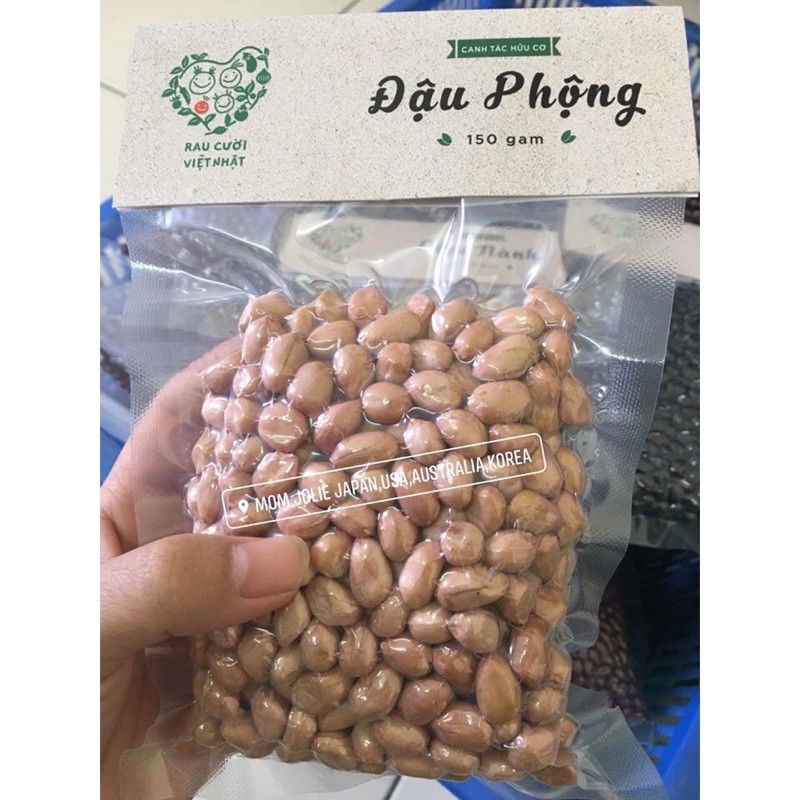 CANH TÁC HỮU CƠ
Đậu Phộng
150 gam
RAU CƯỜI
VIỆT NHẬT
MOM JOLIE JAPAN,USA,AUSTRALIA,KOREA